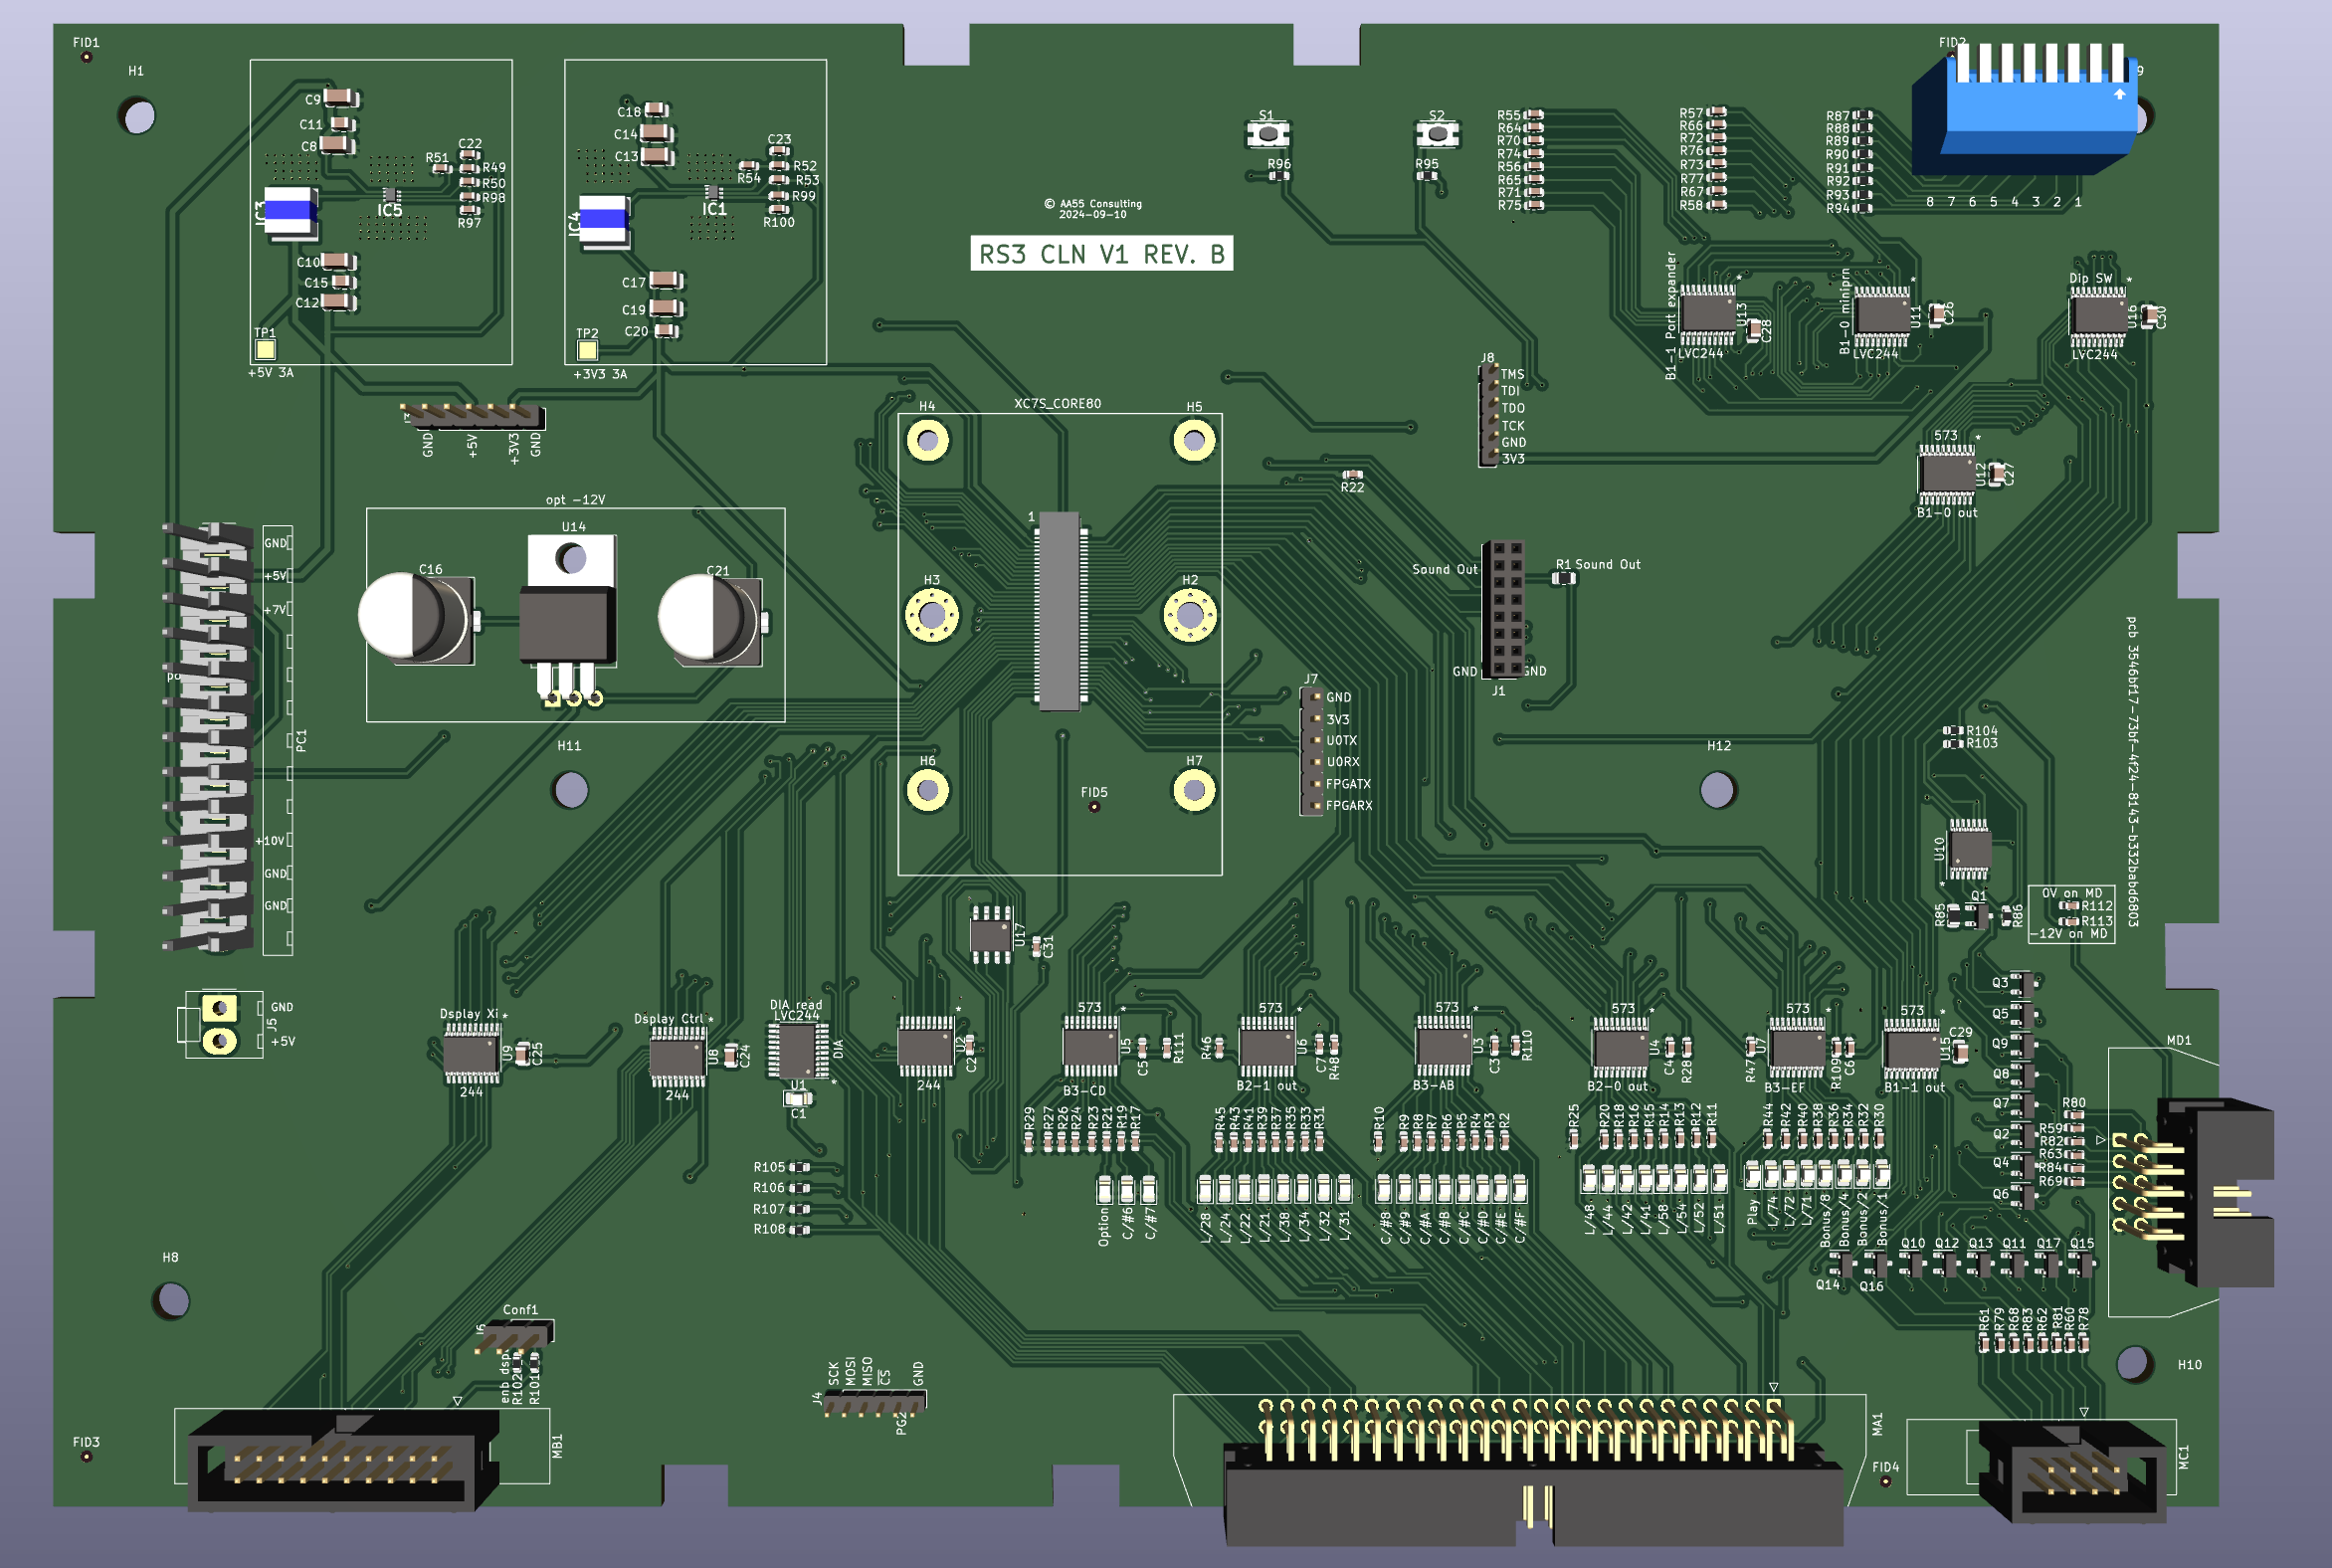 FID1
H1
C9
C11
C8
C22
R51
R49
R50
R98
R97
IC3
IC5
C10
C15
C12
TP1
+5V 3A
C18
C14
C13
C23
R52
R54
R53
R99
R100
IC4
IC1
C17
C19
C20
TP2
+3V3 3A
GND
+5V
+3V3
GND
© AA55 Consulting
2024-09-10
RS3 CLN V1 REV. B
S1
R96
S2
R95
R55
R64
R70
R74
R56
R65
R71
R75
R57
R66
R72
R76
R73
R77
R67
R58
R87
R88
R89
R90
R91
R92
R93
R94
FID2
8 7 6 5 4 3 2 1
B1-1 Port expander
U13
C28
LVC244
B1-0 minipirn
U11
C26
LVC244
Dip SW
U16
C30
LVC244
J8
TMS
TDI
TDO
TCK
GND
3V3
573
U12
C27
B1-0 out
XC7S_CORE80
H4
H5
1
H3
H2
H6
H7
FID5
R22
opt -12V
C16
U14
C21
GND
+5V
+7V
+10V
GND
GND
PC1
Sound Out
R1 Sound Out
GND
GND
J1
J7
GND
3V3
U0TX
U0RX
FPGATX
FPGARX
H11
H12
pcb 3546bf17-73bf-4f24-8143-b332babd6803
R104
R103
U10
Q1
R85
R86
0V on MD
R112
R113
-12V on MD
GND
+5V
J5
Dsplay Xi
U9
C25
244
Dsplay Ctrl
U8
C24
244
DIA read
LVC244
DIA
U1
C1
U2
C2
244
U17
C31
573
U5
C5
R111
B3-CD
R46
573
U6
C7
R48
B2-1 out
573
U3
C3
R110
B3-AB
573
U4
C4
R28
B2-0 out
R47
U7
573
R109
C6
B3-EF
573
U15
C29
B1-1 out
Q3
Q5
Q9
Q8
Q7
Q2
Q4
Q6
MD1
R80
R59
R82
R63
R84
R69
R105
R106
R107
R108
R29
R27
R26
R24
R23
R21
R19
R17
R45
R43
R41
R39
R37
R35
R33
R31
R10
R9
R8
R7
R6
R5
R4
R3
R2
R25
R20
R18
R16
R15
R14
R13
R12
R11
R44
R42
R40
R38
R36
R34
R32
R30
Option
C/#6
C/#7
L/28
L/24
L/22
L/21
L/38
L/34
L/32
L/31
C/#8
C/#9
C/#A
C/#B
C/#C
C/#D
C/#E
C/#F
L/48
L/44
L/42
L/41
L/58
L/54
L/52
L/51
Play
L/74
L/72
L/71
Bonus/8
Bonus/4
Bonus/2
Bonus/1
Q14
Q16
Q10
Q12
Q13
Q11
Q17
Q15
R61
R79
R68
R83
R62
R81
R60
R78
H8
H10
Conf1
enb dsp
R102
R101
J4
SCK
MOSI
MISO
CS
GND
PG2
FID3
MB1
MA1
FID4
MC1